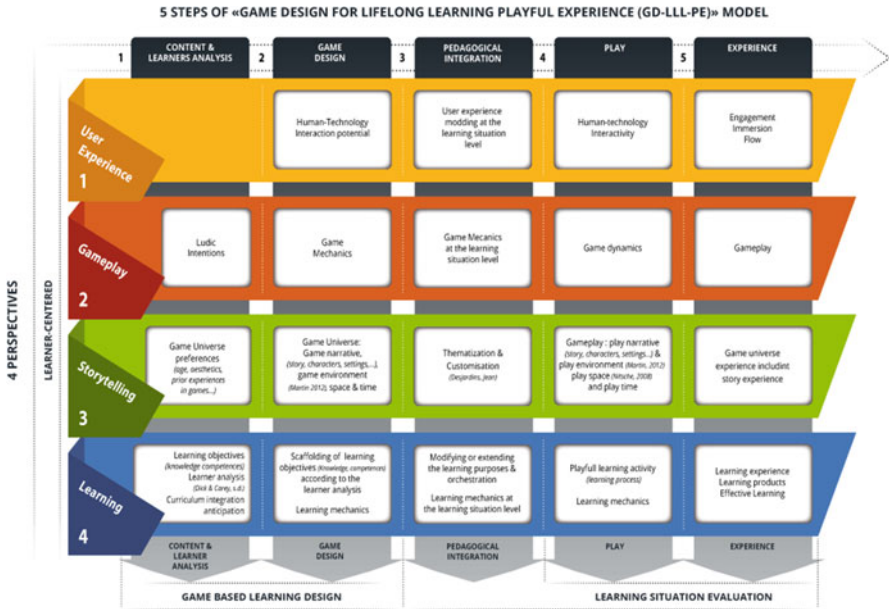 5 STEPS OF «GAME DESIGN FOR LIFELONG LEARNING PLAYFUL EXPERIENCE (GD-LLL-PE)» MODEL
1
CONTENT &
LEARNERS ANALYSIS
2
GAME
DESIGN
3
PEDAGOGICAL
INTEGRATION
4
PLAY
5
EXPERIENCE
4 PERSPECTIVES
LEARNER-CENTERED
User
Experience
1
Human-Technology
Interaction potential
User experience
modding at the
learning situation
level
Human-technology
Interactivity
Engagement
Immersion
Flow
Gameplay
2
Ludic
Intentions
Game
Mechanics
Game Mecanics
at the learning
situation level
Game dynamics
Gameplay
Storytelling
3
Game Universe
preferences
(age, aesthetics,
prior experiences
in games...)
Game Universe:
Game narrative,
(story, characters, settings,...),
game environment
(Martin 2012), space & time
Thematization &
Customisation
(Desjardins, Jean)
Gameplay : play narrative
(story, characters, settings...) &
play environment (Martin, 2012)
play space (Nitsche, 2008)
and play time
Game universe
experience includint
story experience
Learning
4
Learning objectives
(knowledge competences)
Learner analysis
(Dick & Carey, s.d.)
Curriculum integration
anticipation
Scaffolding of learning
objectives (Knowledge, competences)
according to the
learner analysis
Learning mechanics
Modifying or extending
the learning purposes &
orchestration
Learning mechanics at
the learning situation level
Playfull learning activity
(learning process)
Learning mechanics
Learning experience
Learning products
Effective Learning
CONTENT &
LEARNER
ANALYSIS
GAME
DESIGN
PEDAGOGICAL
INTEGRATION
PLAY
EXPERIENCE
GAME BASED LEARNING DESIGN
LEARNING SITUATION EVALUATION